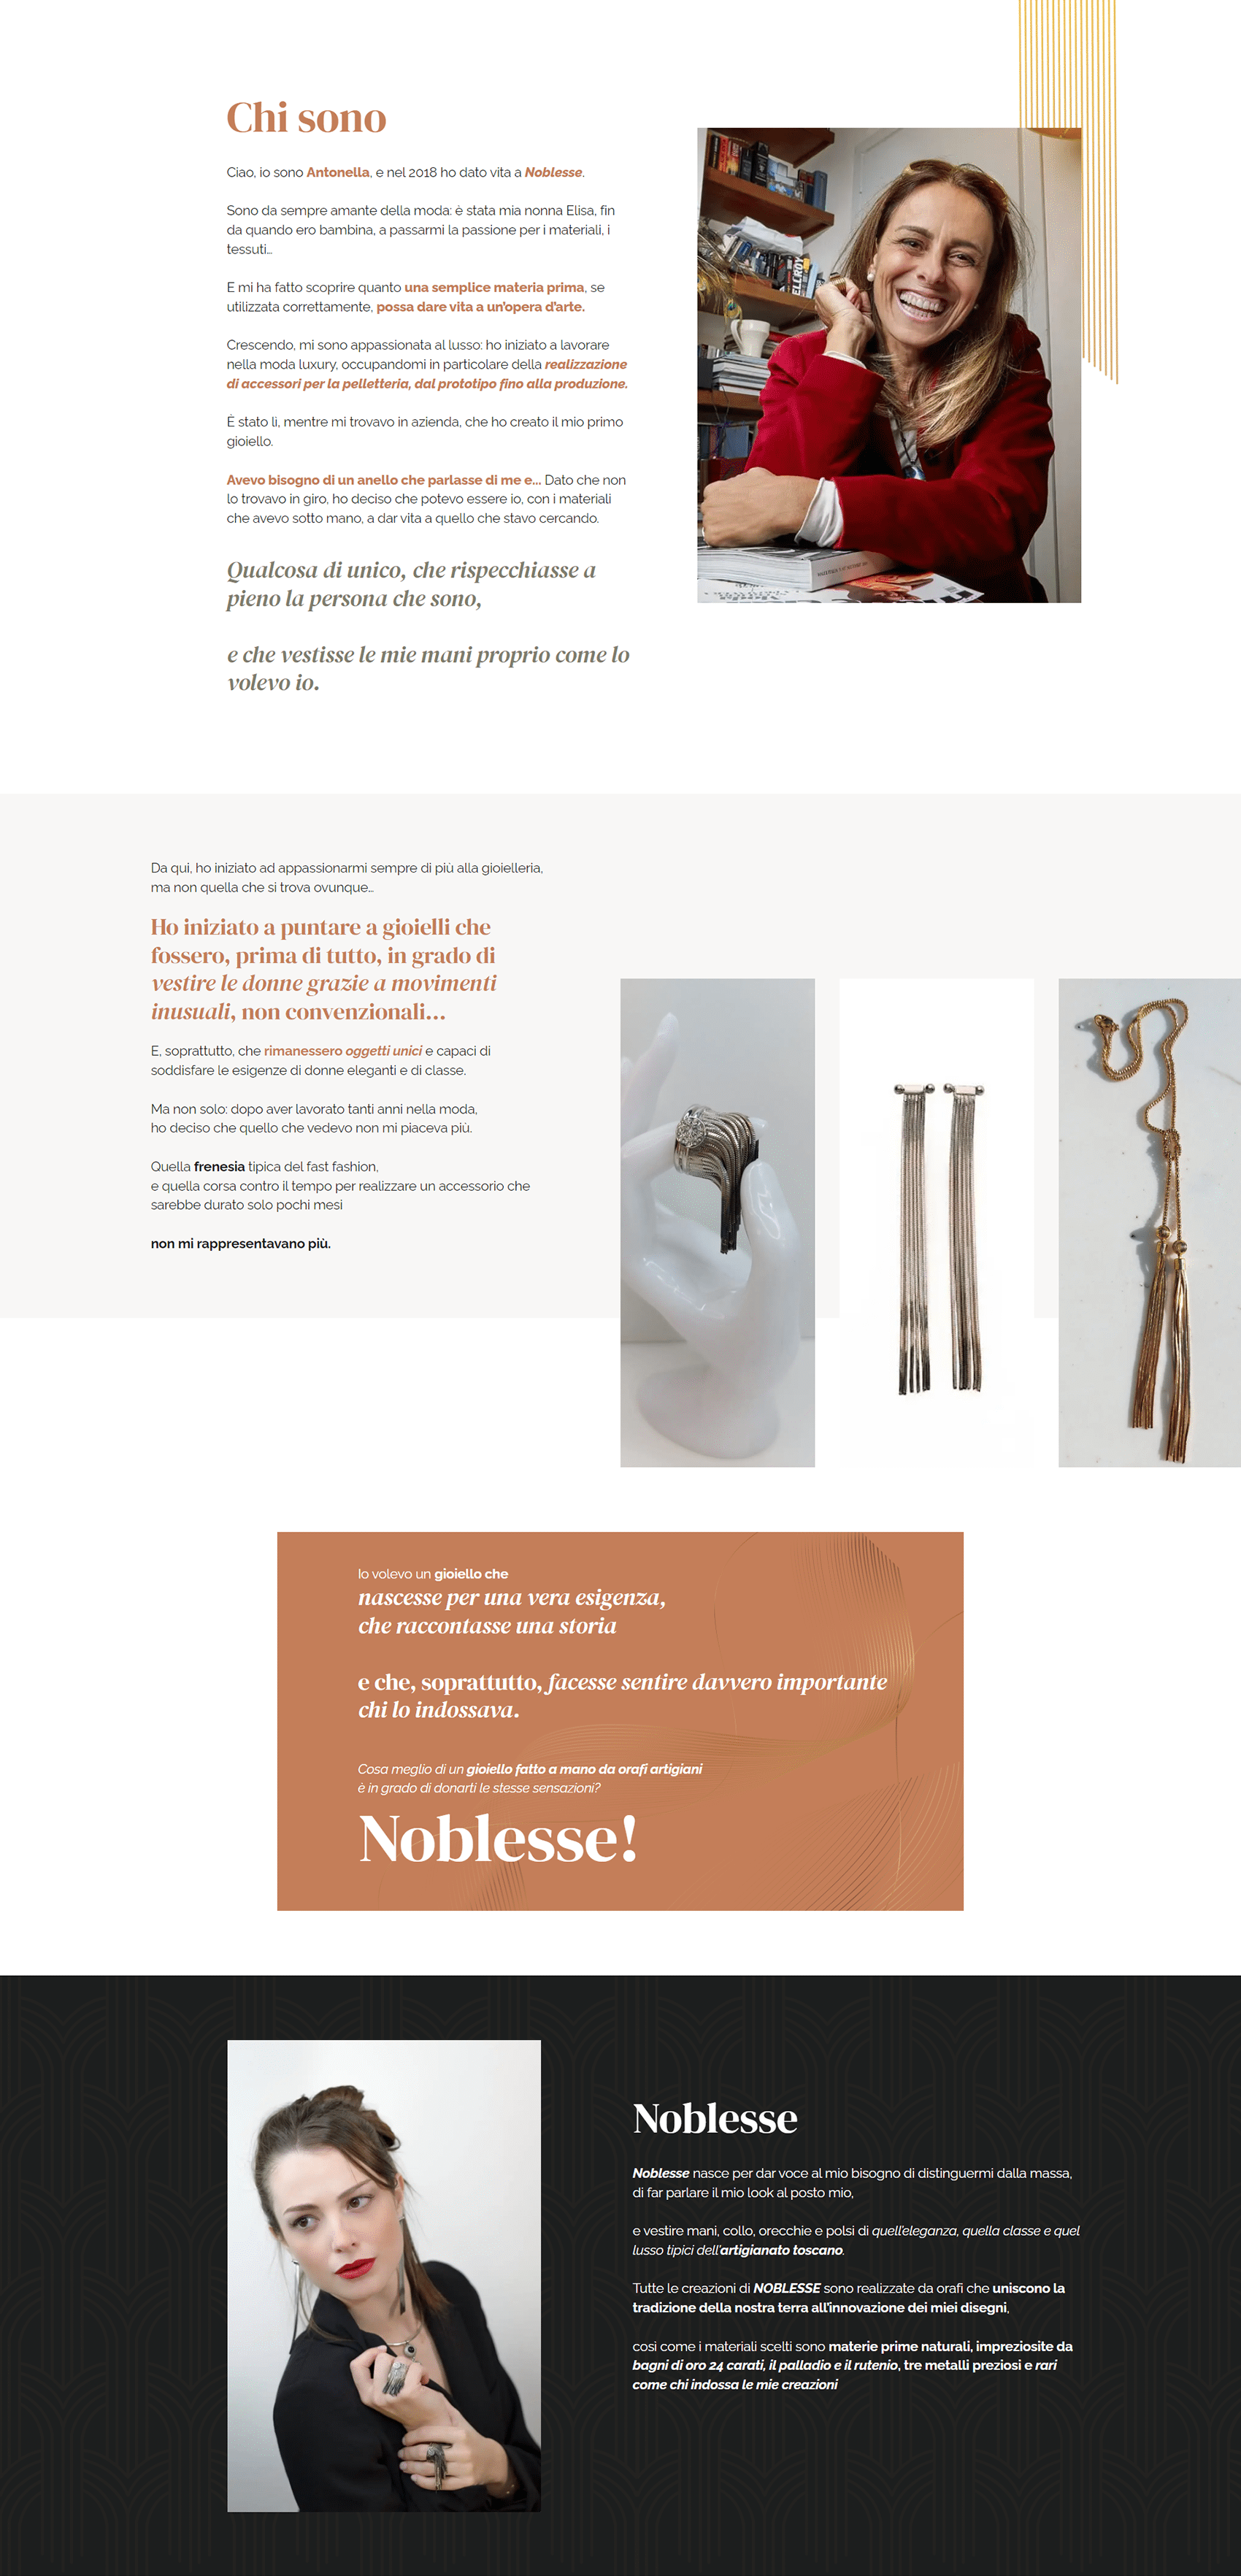 Chi sono
Ciao, io sono Antonella, e nel 2018 ho dato vita a Noblesse.
Sono da sempre amante della moda: è stata mia nonna Elisa, fin
da quando ero bambina, a passarmi la passione per i materiali, i
tessuti…
E mi ha fatto scoprire quanto una semplice materia prima, se
utilizzata correttamente, possa dare vita a un'opera d'arte.
Crescendo, mi sono appassionata al lusso: ho iniziato a lavorare
nella moda luxury, occupandomi in particolare della realizzazione
di accessori per la pelletteria, dal prototipo fino alla produzione.
È stato lì, mentre mi trovavo in azienda, che ho creato il mio primo
gioiello.
Avevo bisogno di un anello che parlasse di me e... Dato che non
lo trovavo in giro, ho deciso che potevo essere io, con i materiali
che avevo sotto mano, a dar vita a quello che stavo cercando.
Qualcosa di unico, che rispecchiasse a
pieno la persona che sono,
e che vestisse le mie mani proprio come lo
volevo io.
ELLROY
Da qui, ho iniziato ad appassionarmi sempre di più alla gioielleria,
ma non quella che si trova ovunque…
Ho iniziato a puntare a gioielli che
fossero, prima di tutto, in grado di
vestire le donne grazie a movimenti
inusuali, non convenzionali…
E, soprattutto, che rimanessero oggetti unici e capaci di
soddisfare le esigenze di donne eleganti e di classe.
Ma non solo: dopo aver lavorato tanti anni nella moda,
ho deciso che quello che vedevo non mi piaceva più.
Quella frenesia tipica del fast fashion,
e quella corsa contro il tempo per realizzare un accessorio che
sarebbe durato solo pochi mesi
non mi rappresentavano più.
Io volevo un gioiello che
nascesse per una vera esigenza,
che raccontasse una storia
e che, soprattutto, facesse sentire davvero importante
chi lo indossava.
Cosa meglio di un gioiello fatto a mano da orafi artigiani
è in grado di donarti le stesse sensazioni?
Noblesse!
Noblesse
Noblesse nasce per dar voce al mio bisogno di distinguermi dalla massa,
di far parlare il mio look al posto mio,
e vestire mani, collo, orecchie e polsi di quell'eleganza, quella classe e quel
lusso tipici dell'artigianato toscano.
Tutte le creazioni di NOBLESSE sono realizzate da orafi che uniscono la
tradizione della nostra terra all'innovazione dei miei disegni,
così come i materiali scelti sono materie prime naturali, impreziosite da
bagni di oro 24 carati, il palladio e il rutenio, tre metalli preziosi e rari
come chi indossa le mie creazioni